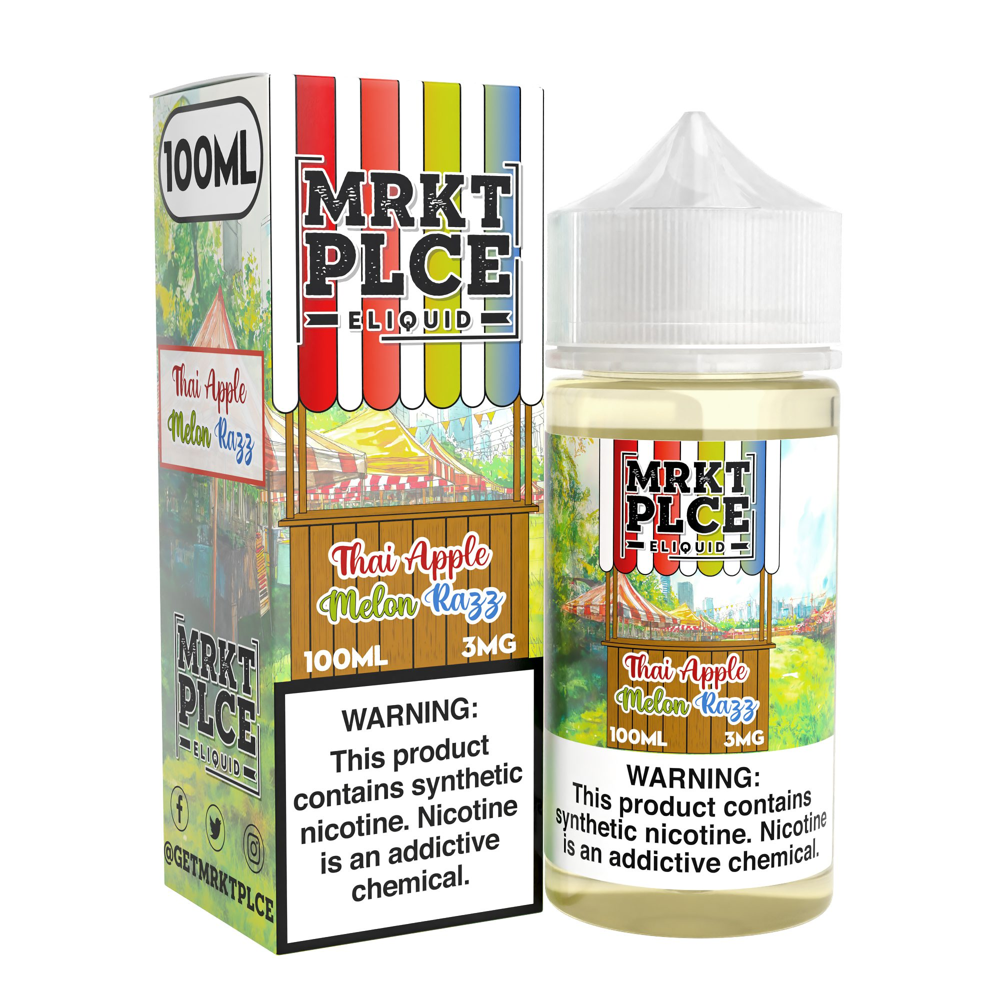 100ML
Thai Apple
Melon Razz
MRKT
PLCE
ELIQUID
@GETMRKTPLCE
MRKT
PLCE
ELIQUID
Thai Apple
Melon Razz
100ML 3MG
WARNING:
This product
contains synthetic
nicotine. Nicotine
is an addictive
chemical.
MRKT
PLCE
ELIQUID
Thai Apple
Melon Razz
100ML 3MG
WARNING:
This product contains
synthetic nicotine. Nicotine
is an addictive chemical.